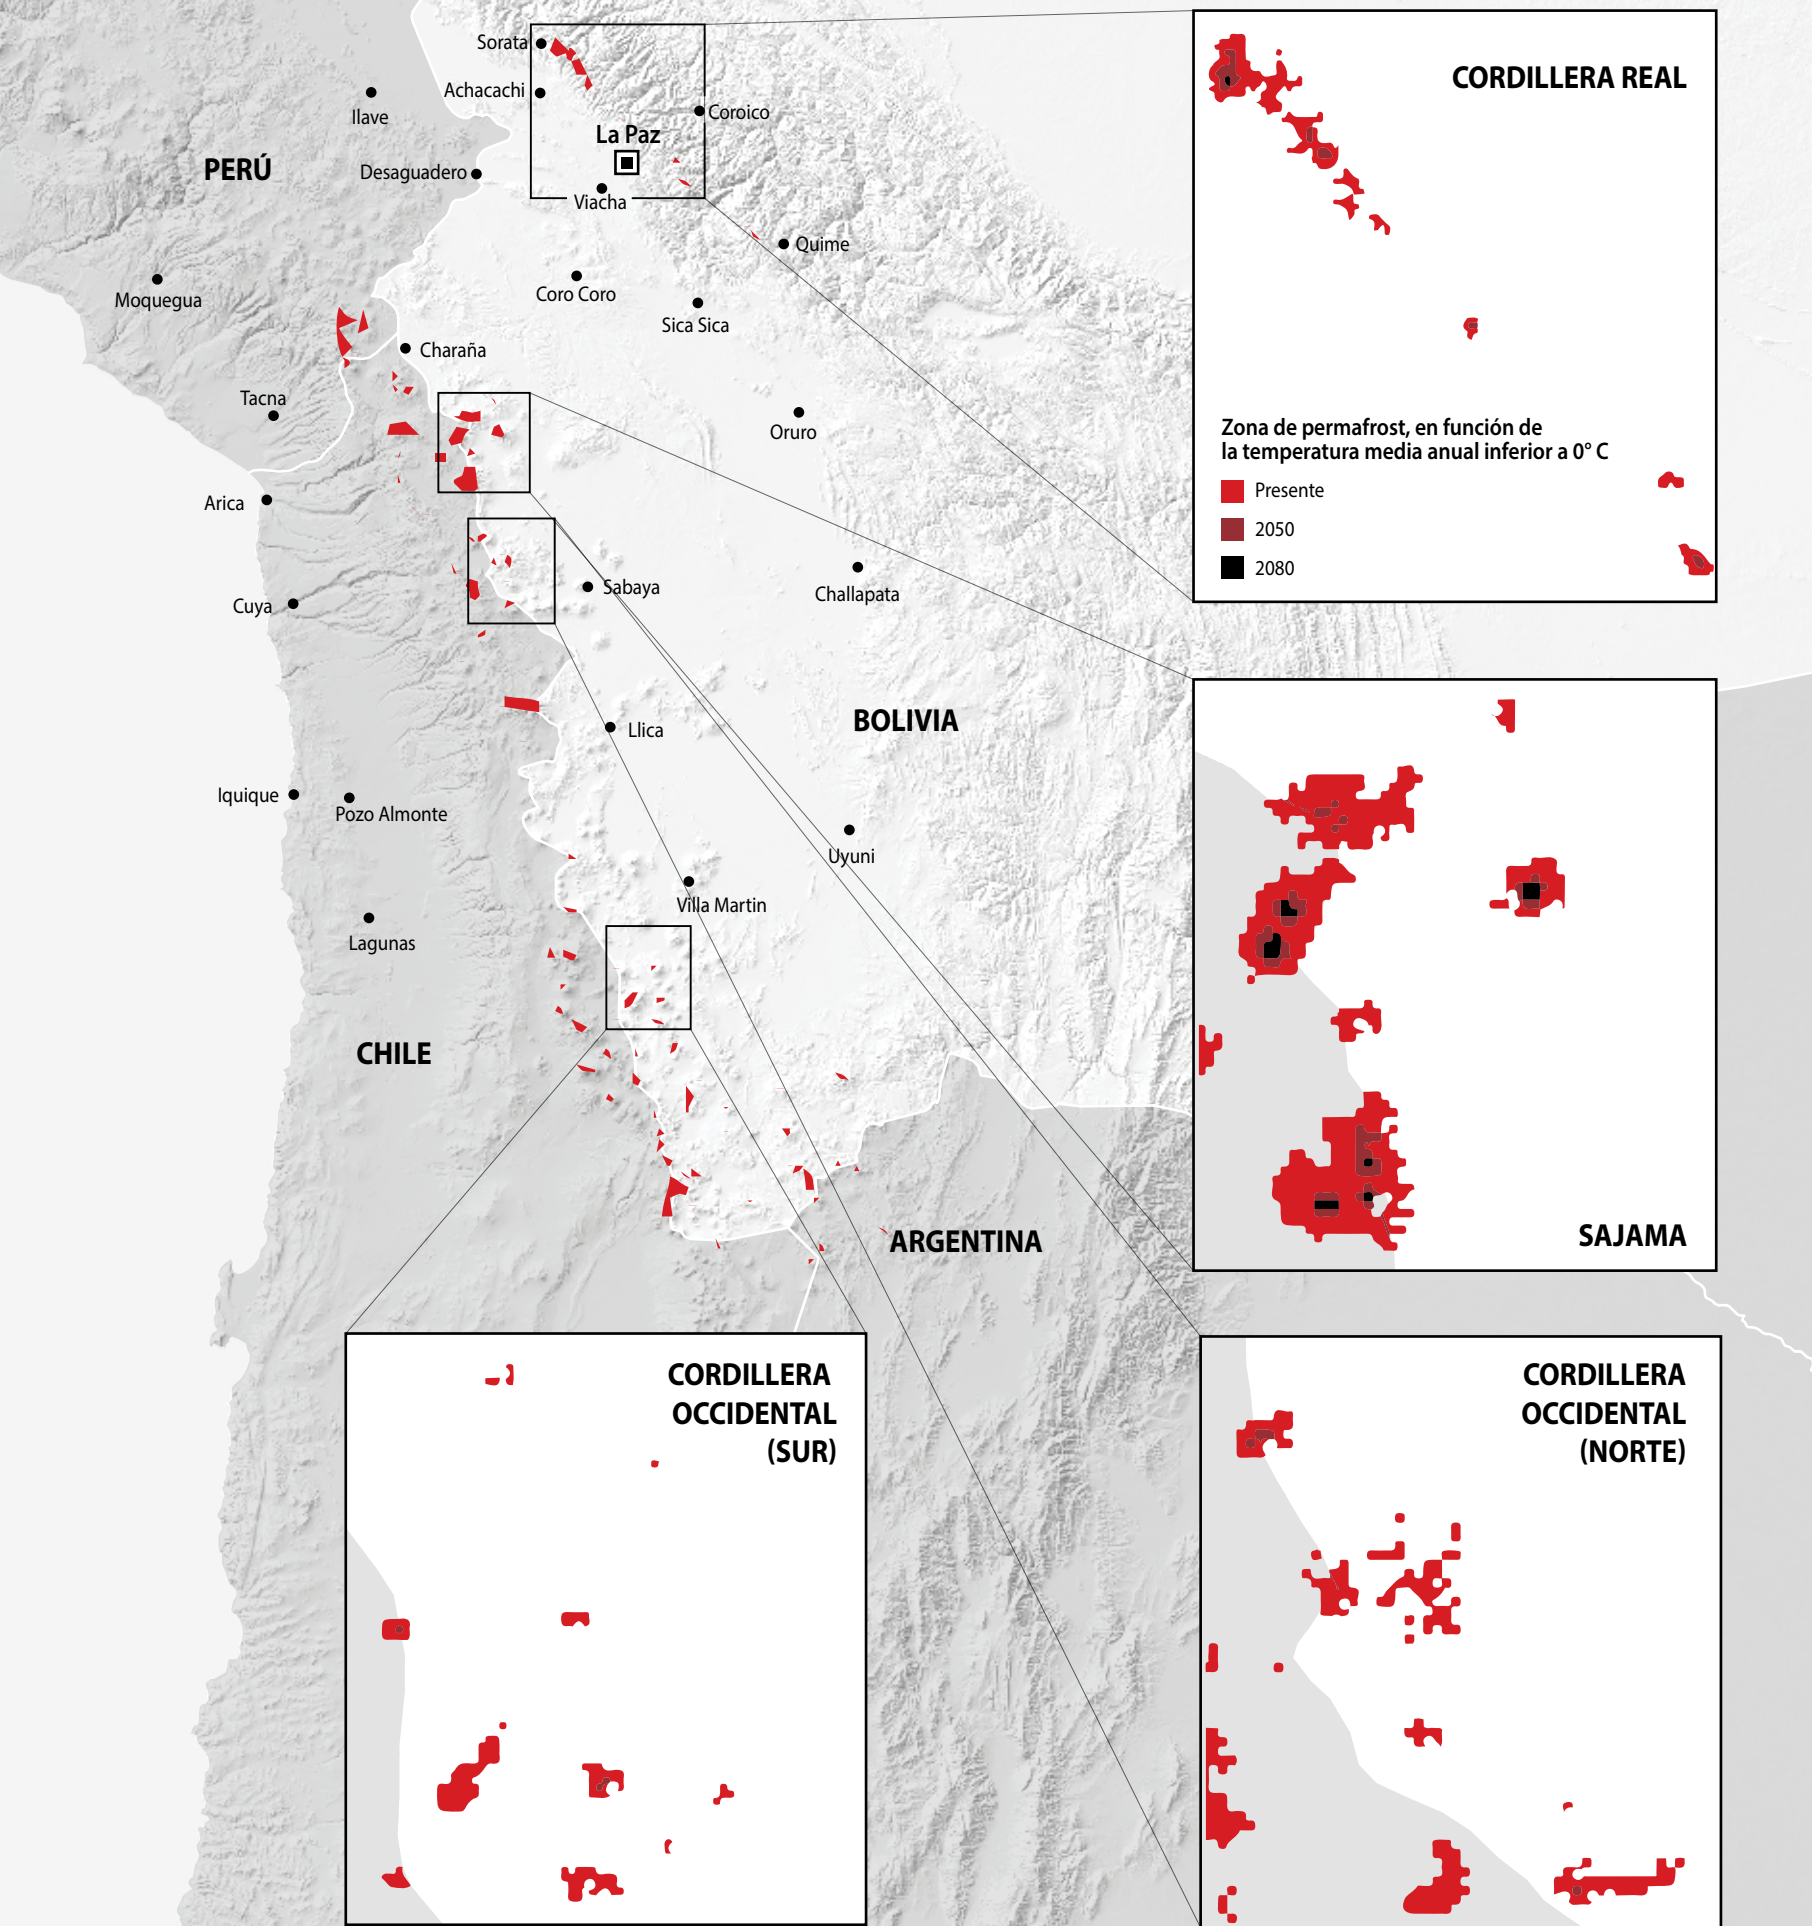 Sorata
Achacachi
Ilave
Coroico
La Paz
PERÚ
Desaguadero
Viacha
Quime
Moquegua
Coro Coro
Sica Sica
Charaña
Tacna
Oruro
Arica
Cuya
Sabaya
Challapata
BOLIVIA
Llica
Iquique
Pozo Almonte
Uyuni
Villa Martin
Lagunas
CHILE
ARGENTINA
CORDILLERA REAL
Zona de permafrost, en función de
la temperatura media anual inferior a 0° C
Presente
2050
2080
SAJAMA
CORDILLERA
OCCIDENTAL
(SUR)
CORDILLERA
OCCIDENTAL
(NORTE)